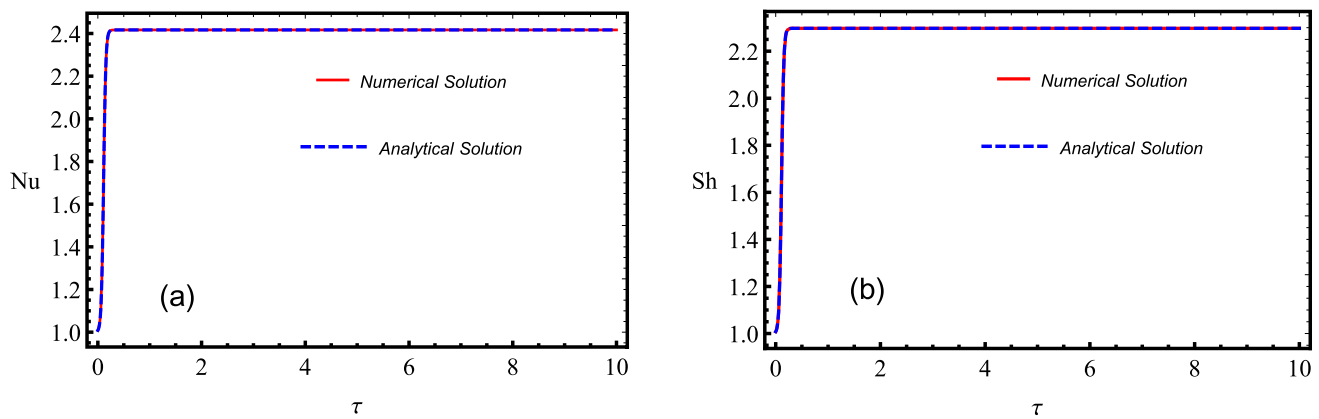 2.4
2.2
2.0
1.8
1.6
1.4
1.2
1.0
Nu
Numerical Solution
Analytical Solution
(a)
0 2 4 6 8 10
τ
2.2
2.0
1.8
1.6
1.4
1.2
1.0
Sh
Numerical Solution
Analytical Solution
(b)
0 2 4 6 8 10
τ